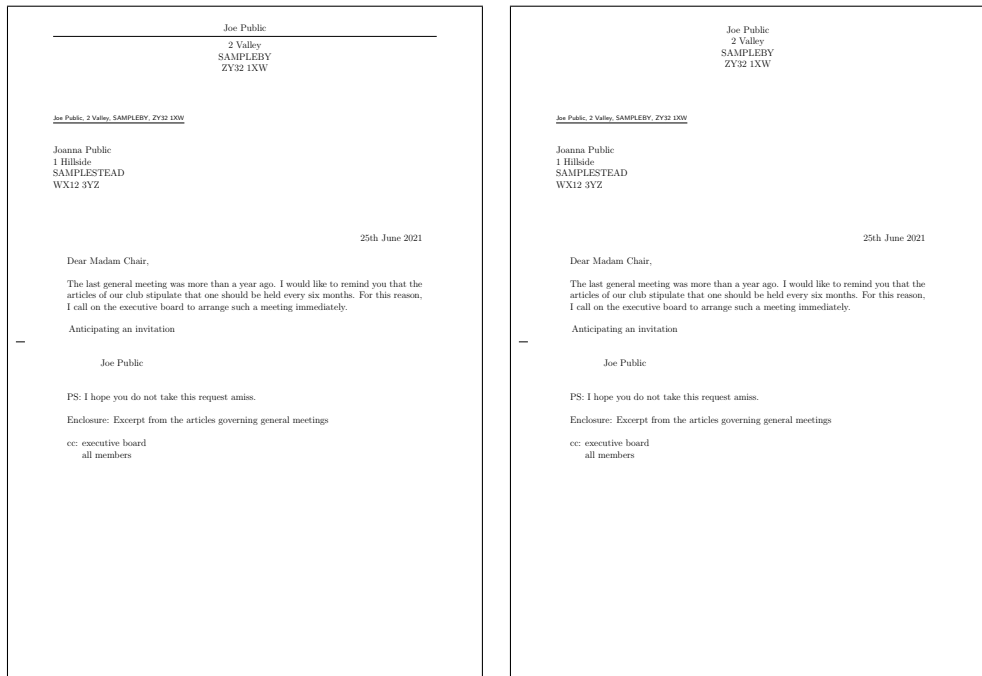 Joe Public
2 Valley
SAMPLEBY
ZY32 1XW
Joe Public, 2 Valley, SAMPLEBY, ZY32 1XW
Joanna Public
1 Hillside
SAMPLESTEAD
WX12 3YZ
25th June 2021
Dear Madam Chair,
The last general meeting was more than a year ago. I would like to remind you that the
articles of our club stipulate that one should be held every six months. For this reason,
I call on the executive board to arrange such a meeting immediately.
Anticipating an invitation
Joe Public
PS: I hope you do not take this request amiss.
Enclosure: Excerpt from the articles governing general meetings
cc: executive board
all members
Joe Public
2 Valley
SAMPLEBY
ZY32 1XW
Joe Public, 2 Valley, SAMPLEBY, ZY32 1XW
Joanna Public
1 Hillside
SAMPLESTEAD
WX12 3YZ
25th June 2021
Dear Madam Chair,
The last general meeting was more than a year ago. I would like to remind you that the
articles of our club stipulate that one should be held every six months. For this reason,
I call on the executive board to arrange such a meeting immediately.
Anticipating an invitation
Joe Public
PS: I hope you do not take this request amiss.
Enclosure: Excerpt from the articles governing general meetings
cc: executive board
all members